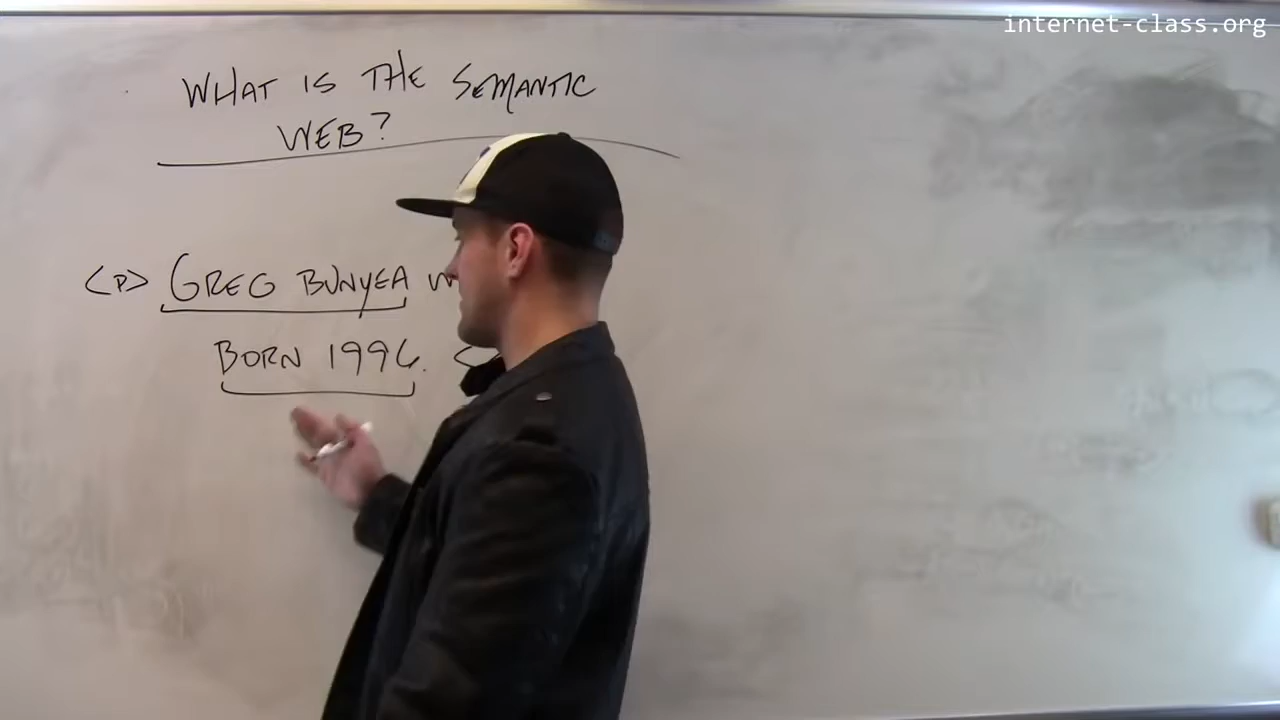 internet-class.org
WHAT IS THE SEMANTIC
WEB?
<P> GREG BUNYEA
BORN 1996. <